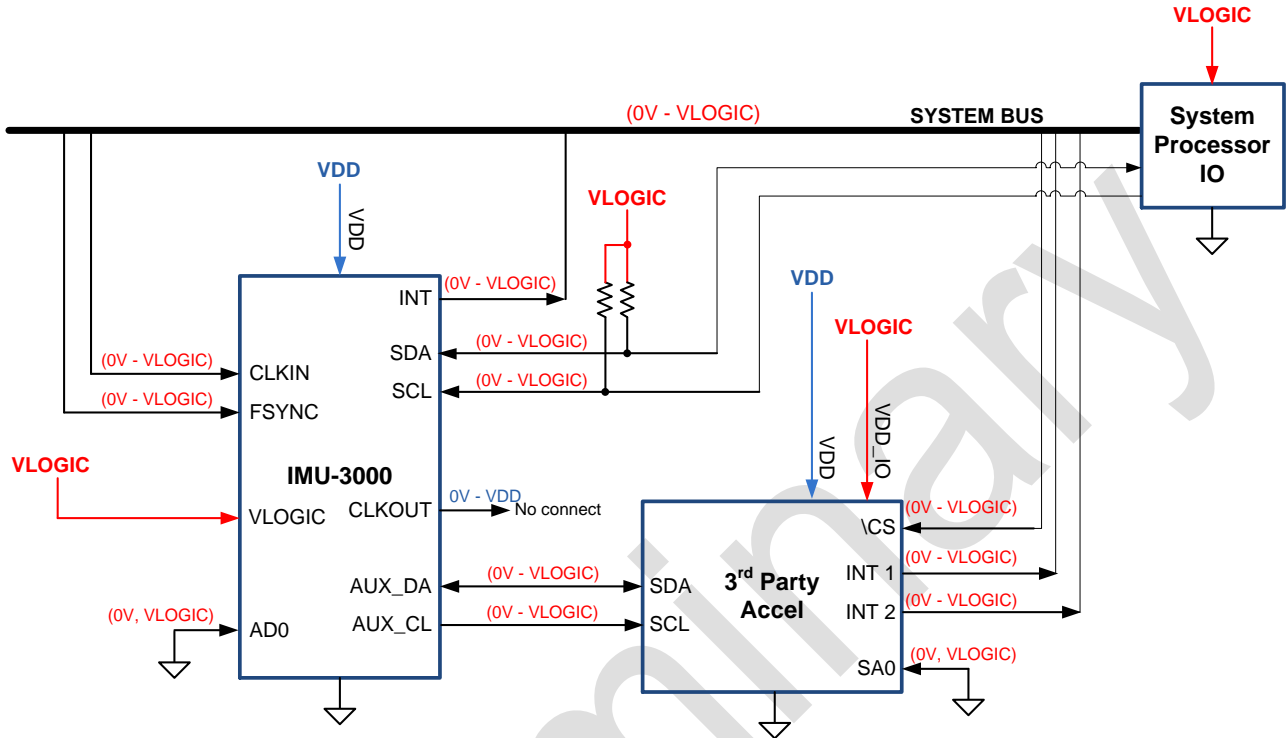 VLOGIC
(0V - VLOGIC)
SYSTEM BUS
System
Processor
IO
VDD
VDD
VLOGIC
INT
(0V - VLOGIC)
VDD
VLOGIC
SDA
(0V - VLOGIC)
(0V - VLOGIC)
CLKIN
SCL
(0V - VLOGIC)
(0V - VLOGIC)
FSYNC
VDD
VDD_IO
VLOGIC
IMU-3000
VLOGIC
CLKOUT
0V - VDD
No connect
\CS
(0V - VLOGIC)
AUX_DA
(0V - VLOGIC)
SDA
3rd Party
Accel
INT 1
(0V - VLOGIC)
(0V, VLOGIC)
AD0
AUX_CL
(0V - VLOGIC)
SCL
INT 2
(0V - VLOGIC)
SA0
(0V, VLOGIC)
minary